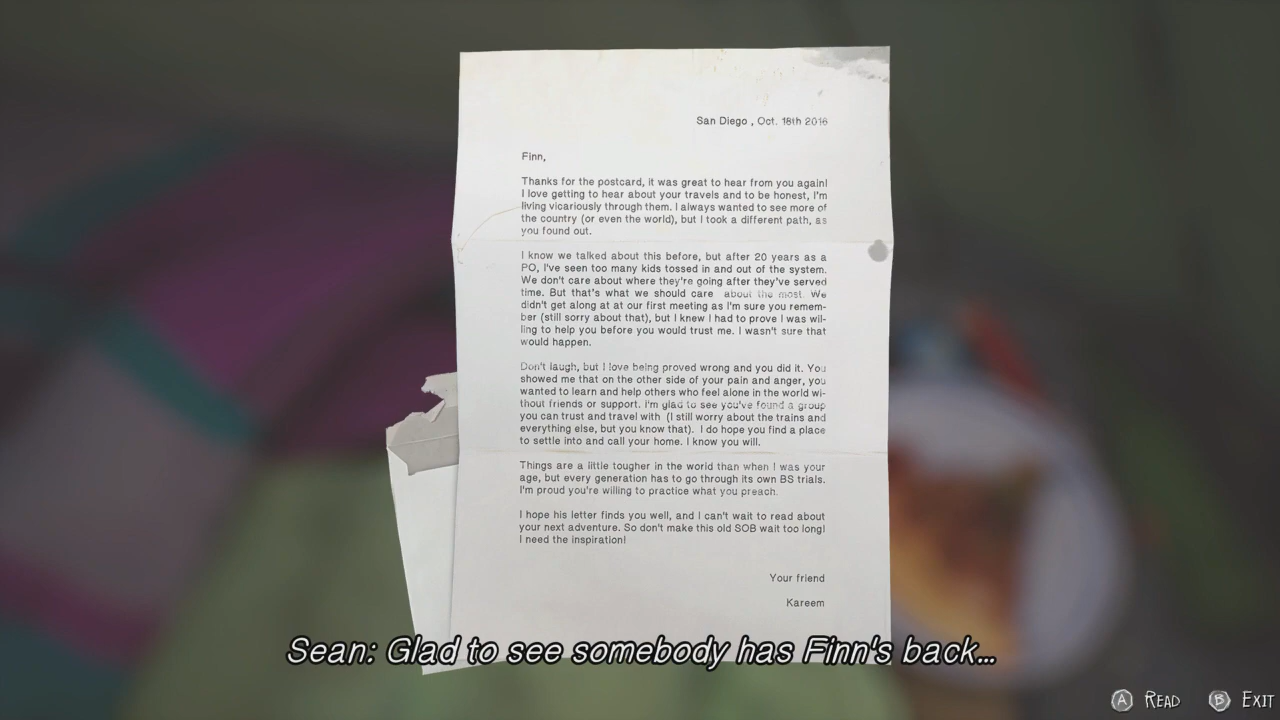 San Diego , Oct. 18th 2016
Finn,
Thanks for the postcard, it was great to hear from you again!
I love getting to hear about your travels and to be honest, I'm
living vicariously through them. I always wanted to see more of
the country (or even the world), but I took a different path, as
you found out.
I know we talked about this before, but after 20 years as a
PO, I've seen too many kids tossed in and out of the system.
We don't care about where they're going after they've served
time. But that's what we should care about the most. We
didn't get along at at our first meeting as I'm sure you remem-
ber (still sorry about that), but I knew I had to prove I was wil-
ling to help you before you would trust me. I wasn't sure that
would happen.
Don't laugh, but I love being proved wrong and you did it. You
showed me that on the other side of your pain and anger, you
wanted to learn and help others who feel alone in the world wi-
thout friends or support. I'm glad to see you've found a group
you can trust and travel with (I still worry about the trains and
everything else, but you know that). I do hope you find a place
to settle into and call your home. I know you will.
Things are a little tougher in the world than when I was your
age, but every generation has to go through its own BS trials.
I'm proud you're willing to practice what you preach.
I hope his letter finds you well, and I can't wait to read about
your next adventure. So don't make this old SOB wait too long!
I need the inspiration!
Your friend
Kareem
Sean: Glad to see somebody has Finn's back...
A READ B EXIT